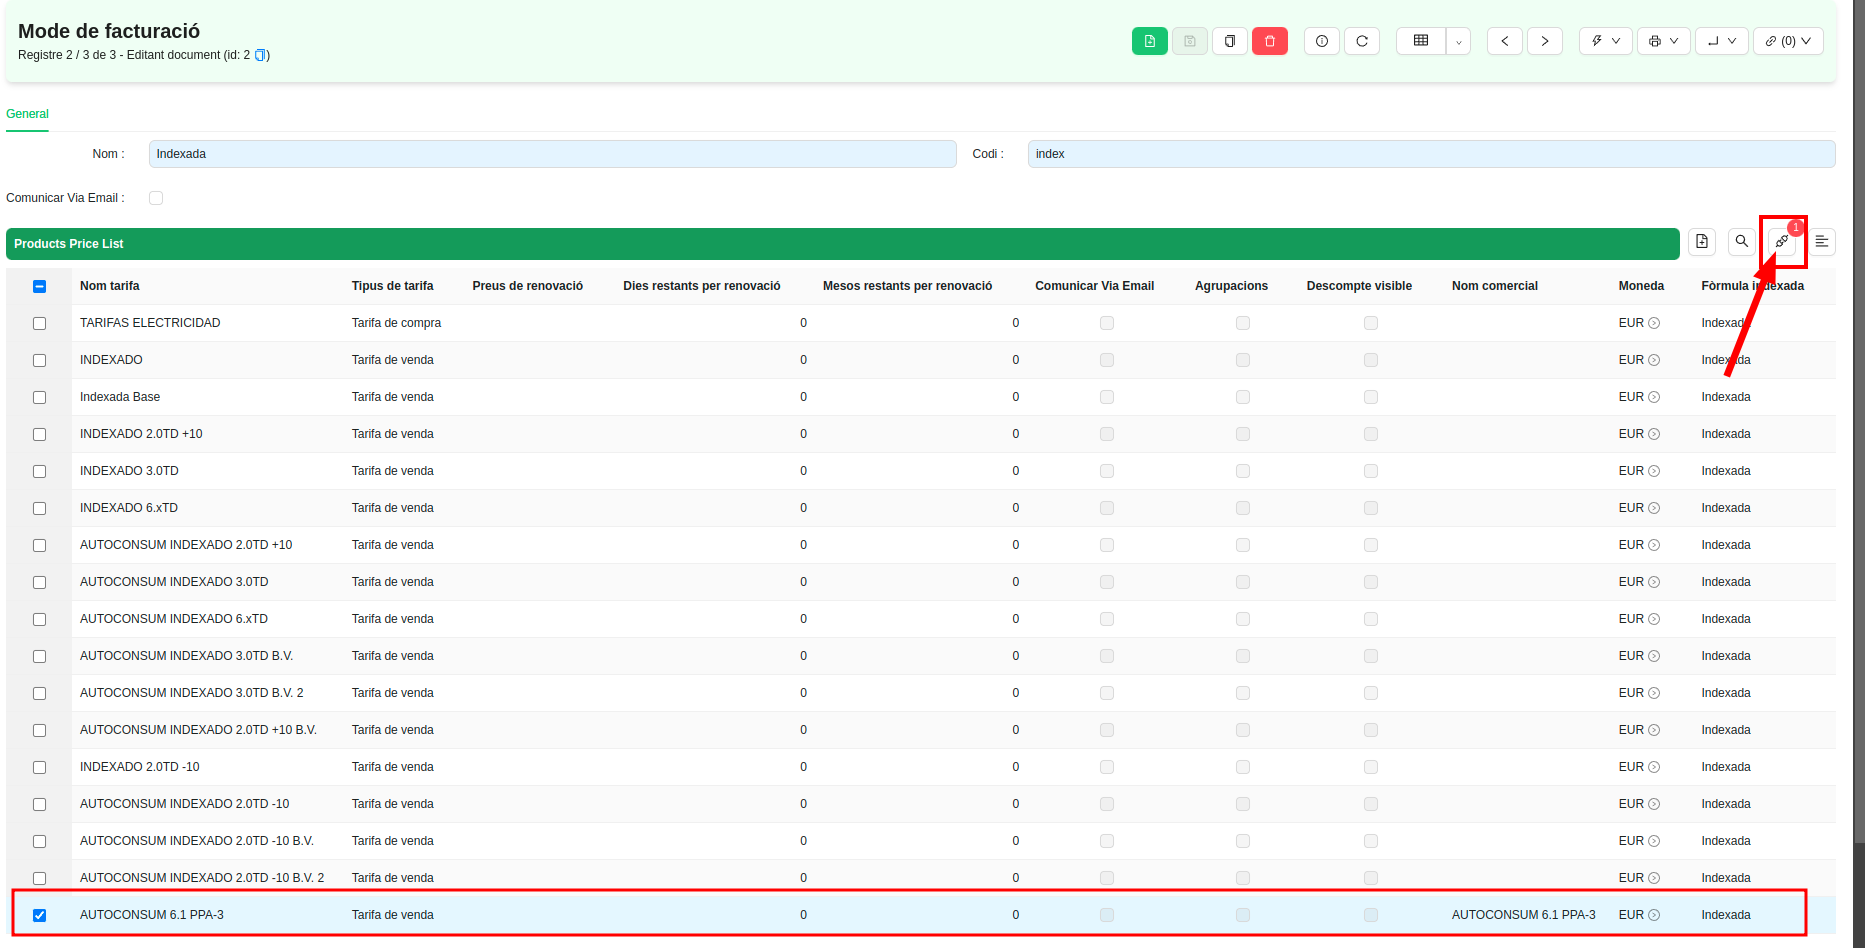 Mode de facturació
Registre 2 / 3 de 3 - Editant document (id: 2 )
(0)
General
Nom : Indexada Codi : index
Comunicar Via Email :
Products Price List
1
Nom tarifa Tipus de tarifa Preus de renovació Dies restants per renovació Mesos restants per renovació Comunicar Via Email Agrupacions Descompte visible Nom comercial Moneda Fòrmula indexada
TARIFAS ELECTRICIDAD Tarifa de compra 0 0 EUR Indexada
INDEXADO Tarifa de venda 0 0 EUR Indexada
Indexada Base Tarifa de venda 0 0 EUR Indexada
INDEXADO 2.0TD +10 Tarifa de venda 0 0 EUR Indexada
INDEXADO 3.0TD Tarifa de venda 0 0 EUR Indexada
INDEXADO 6.xTD Tarifa de venda 0 0 EUR Indexada
AUTOCONSUM INDEXADO 2.0TD +10 Tarifa de venda 0 0 EUR Indexada
AUTOCONSUM INDEXADO 3.0TD Tarifa de venda 0 0 EUR Indexada
AUTOCONSUM INDEXADO 6.xTD Tarifa de venda 0 0 EUR Indexada
AUTOCONSUM INDEXADO 3.0TD B.V. Tarifa de venda 0 0 EUR Indexada
AUTOCONSUM INDEXADO 3.0TD B.V. 2 Tarifa de venda 0 0 EUR Indexada
AUTOCONSUM INDEXADO 2.0TD +10 B.V. Tarifa de venda 0 0 EUR Indexada
INDEXADO 2.0TD -10 Tarifa de venda 0 0 EUR Indexada
AUTOCONSUM INDEXADO 2.0TD -10 Tarifa de venda 0 0 EUR Indexada
AUTOCONSUM INDEXADO 2.0TD -10 B.V. Tarifa de venda 0 0 EUR Indexada
AUTOCONSUM INDEXADO 2.0TD -10 B.V. 2 Tarifa de venda 0 0 EUR Indexada
AUTOCONSUM 6.1 PPA-3 Tarifa de venda 0 0 AUTOCONSUM 6.1 PPA-3 EUR Indexada